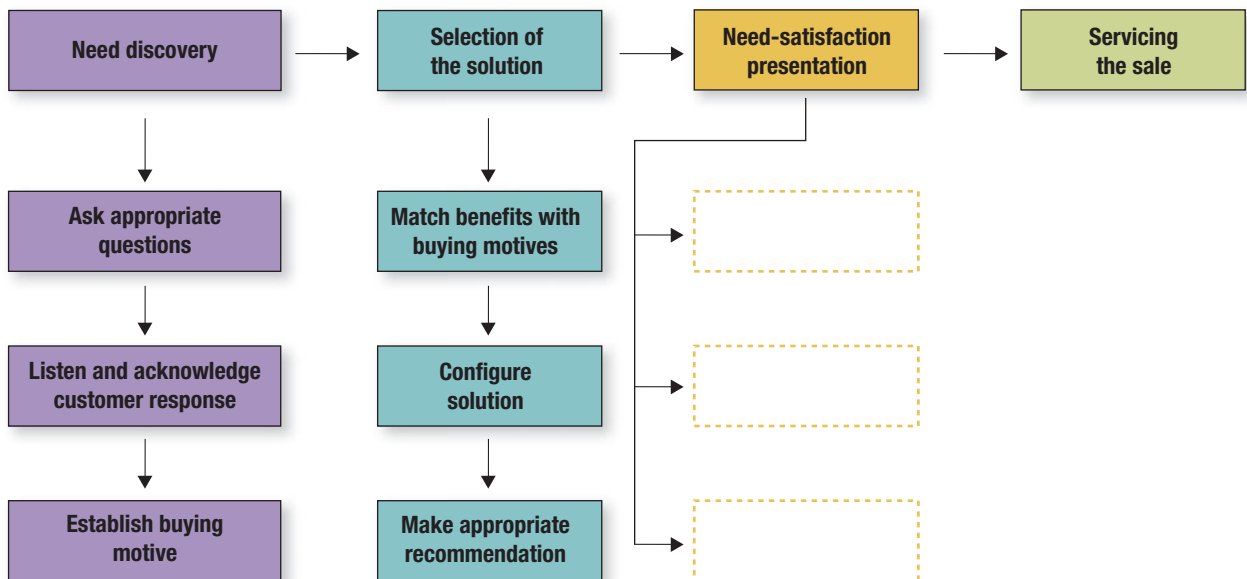 Need discovery
Selection of
the solution
Need-satisfaction
presentation
Servicing
the sale
Ask appropriate
questions
Match benefits with
buying motives
Listen and acknowledge
customer response
Configure
solution
Establish buying
motive
Make appropriate
recommendation